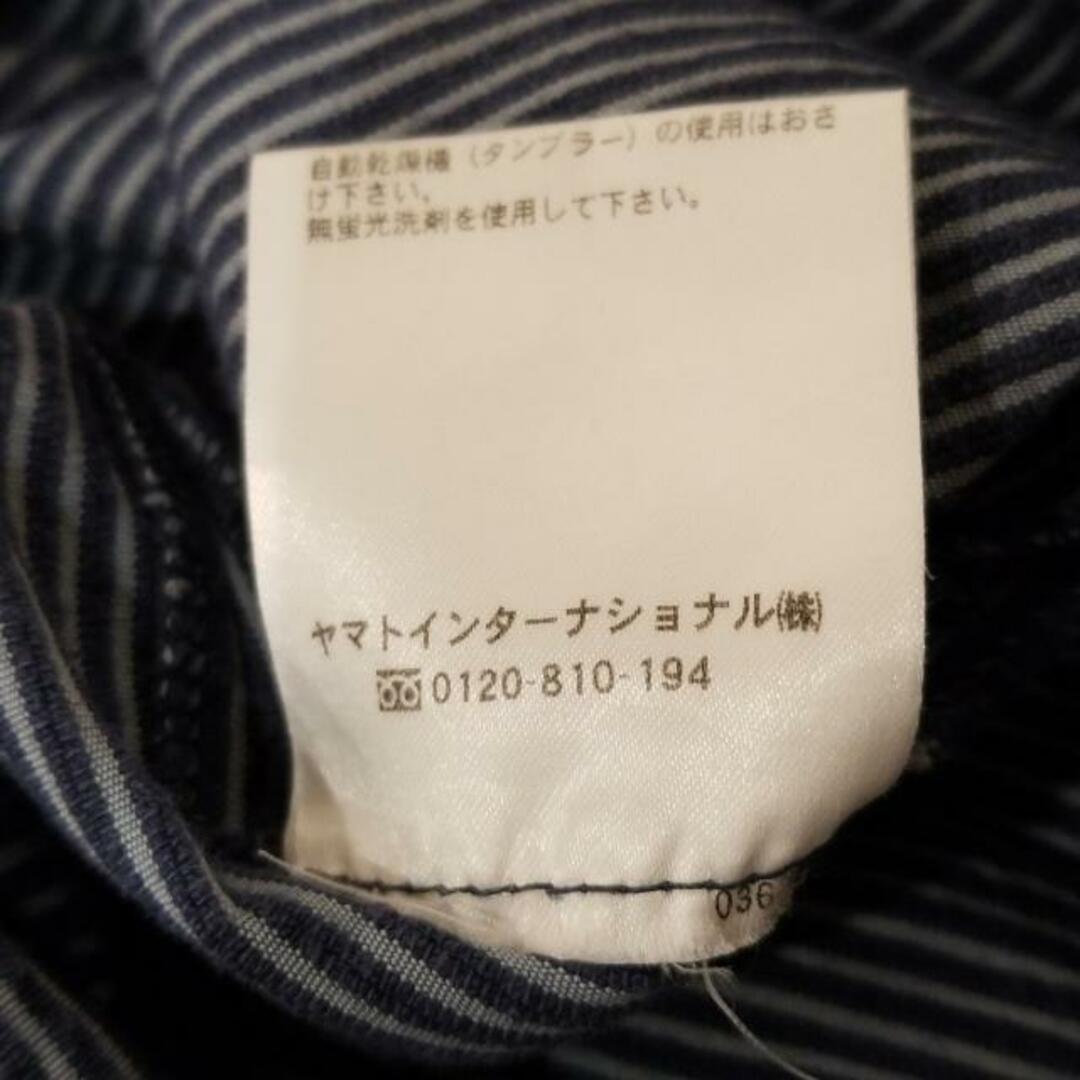 自動乾燥機（タンブラー）の使用はおさ
け下さい。
無蛍光洗剤を使用して下さい。
ヤマトインターナショナル㈱
0120-810-194
036